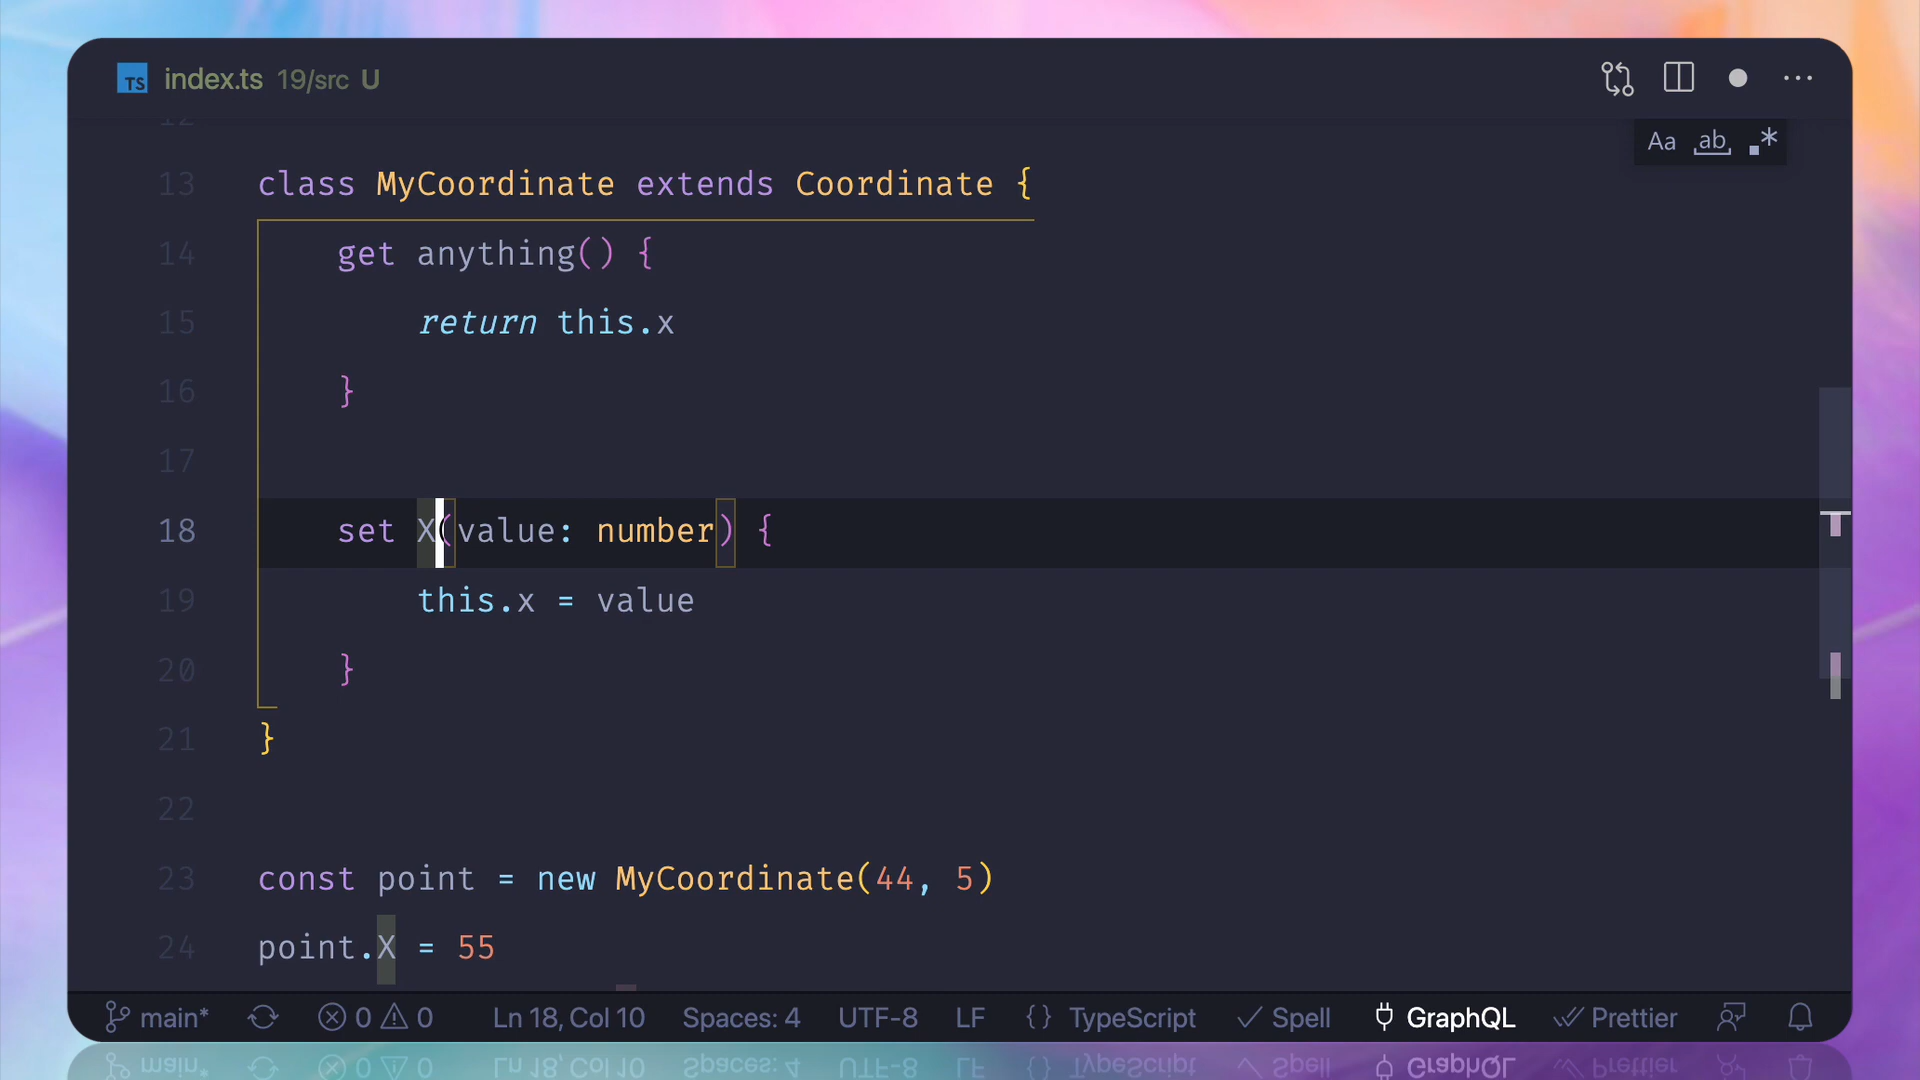 TS index.ts 19/src U
Aa ab .*
12
13 class MyCoordinate extends Coordinate {
14 get anything() {
15 return this.x
16 }
17
18 set X(value: number) {
19 this.x = value
20 }
21 }
22
23 const point = new MyCoordinate(44, 5)
24 point.X = 55
main* 0 0 Ln 18, Col 10 Spaces: 4 UTF-8 LF {} TypeScript Spell GraphQL Prettier